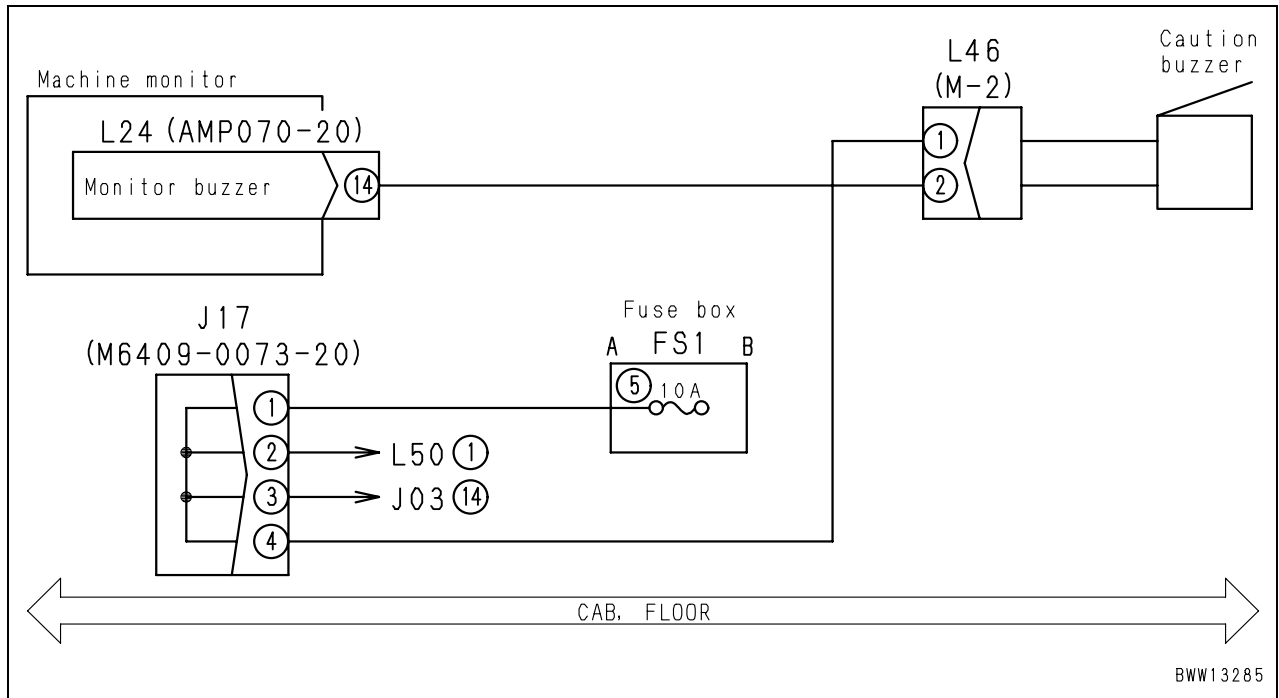 Machine monitor
L24 (AMP070-20)
Monitor buzzer
14
L46
(M-2)
1
2
Caution
buzzer
J17
(M6409-0073-20)
1
2
3
4
L50 1
J03 14
Fuse box
A FS1 B
5 10A
CAB, FLOOR
BWW13285